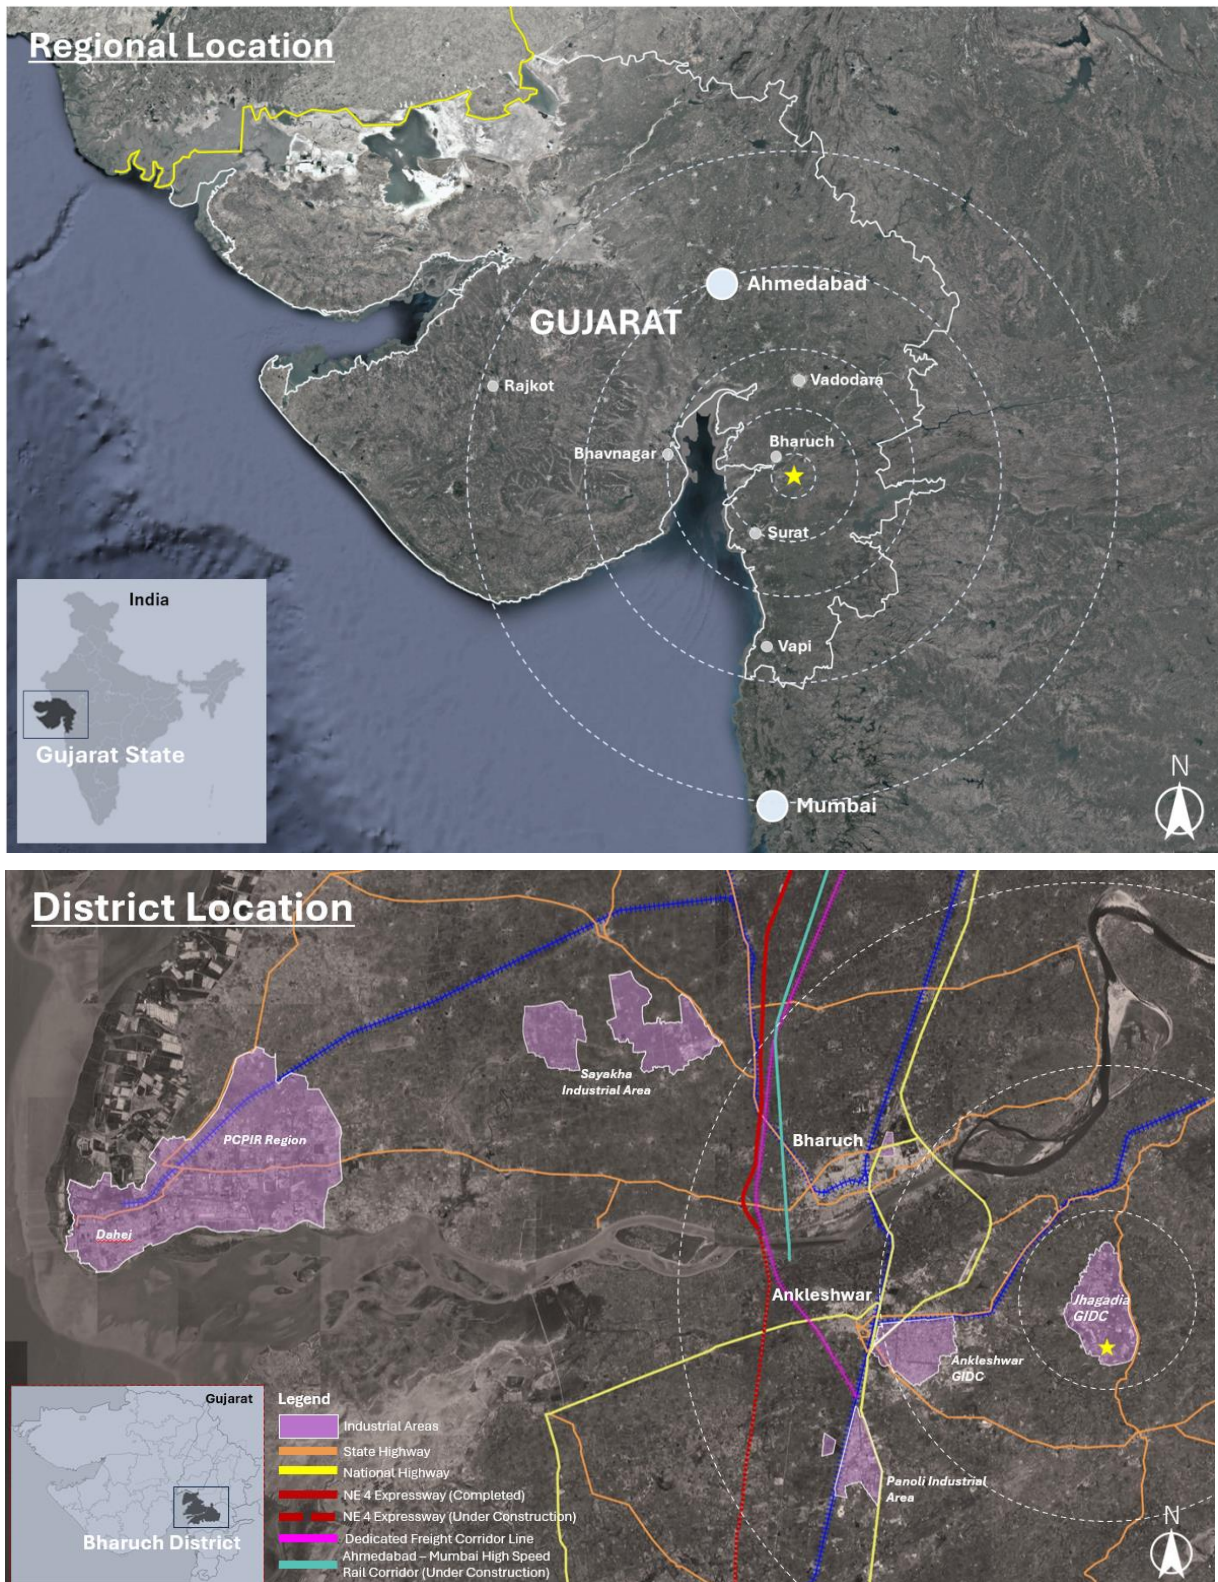 Regional Location
Ahmedabad
GUJARAT
Rajkot
Vadodara
Bharuch
Bhavnagar
Surat
India
Gujarat State
Vapi
Mumbai
N
District Location
Sayakha
Industrial Area
PCPIR Region
Bharuch
Dahej
Ankleshwar
Jhagadia
GIDC
Ankleshwar
GIDC
Gujarat
Bharuch District
Legend
Industrial Areas
State Highway
National Highway
NE 4 Expressway (Completed)
NE 4 Expressway (Under Construction)
Dedicated Freight Corridor Line
Ahmedabad – Mumbai High Speed
Rail Corridor (Under Construction)
Panoli Industrial
Area
N